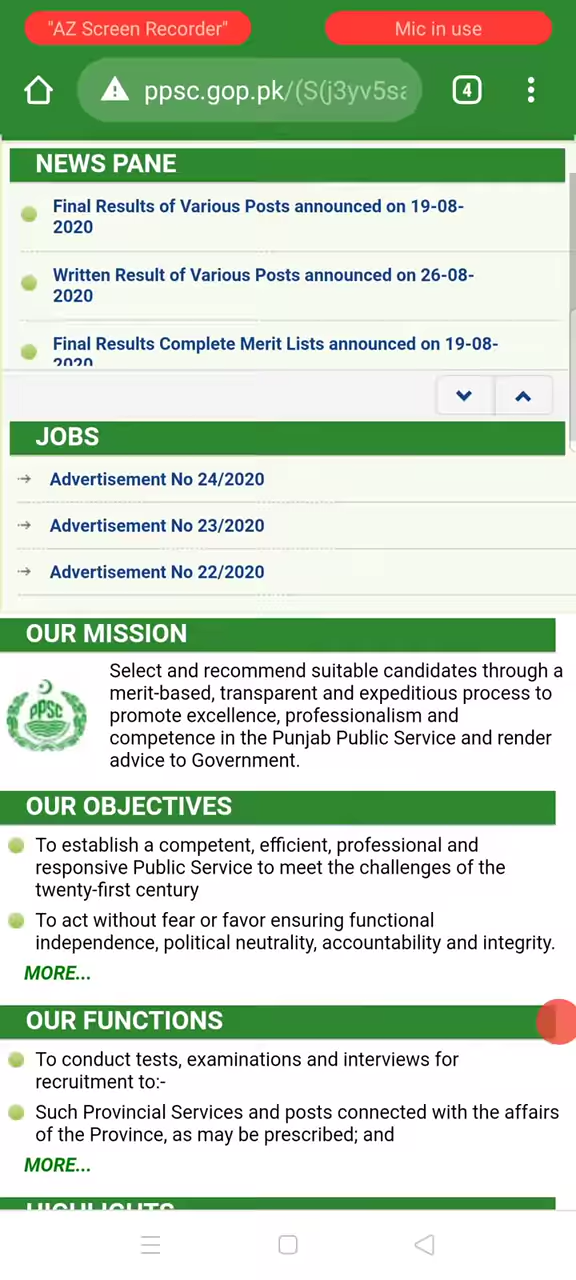 "AZ Screen Recorder"
Mic in use
ppsc.gop.pk/(S(j3yv5sa
4
NEWS PANE
Final Results of Various Posts announced on 19-08-
2020
Written Result of Various Posts announced on 26-08-
2020
Final Results Complete Merit Lists announced on 19-08-
2020
JOBS
Advertisement No 24/2020
Advertisement No 23/2020
Advertisement No 22/2020
OUR MISSION
PPSC
Select and recommend suitable candidates through a
merit-based, transparent and expeditious process to
promote excellence, professionalism and
competence in the Punjab Public Service and render
advice to Government.
OUR OBJECTIVES
To establish a competent, efficient, professional and
responsive Public Service to meet the challenges of the
twenty-first century
To act without fear or favor ensuring functional
independence, political neutrality, accountability and integrity.
MORE...
OUR FUNCTIONS
To conduct tests, examinations and interviews for
recruitment to:-
Such Provincial Services and posts connected with the affairs
of the Province, as may be prescribed; and
MORE...
HIGHLIGHTS